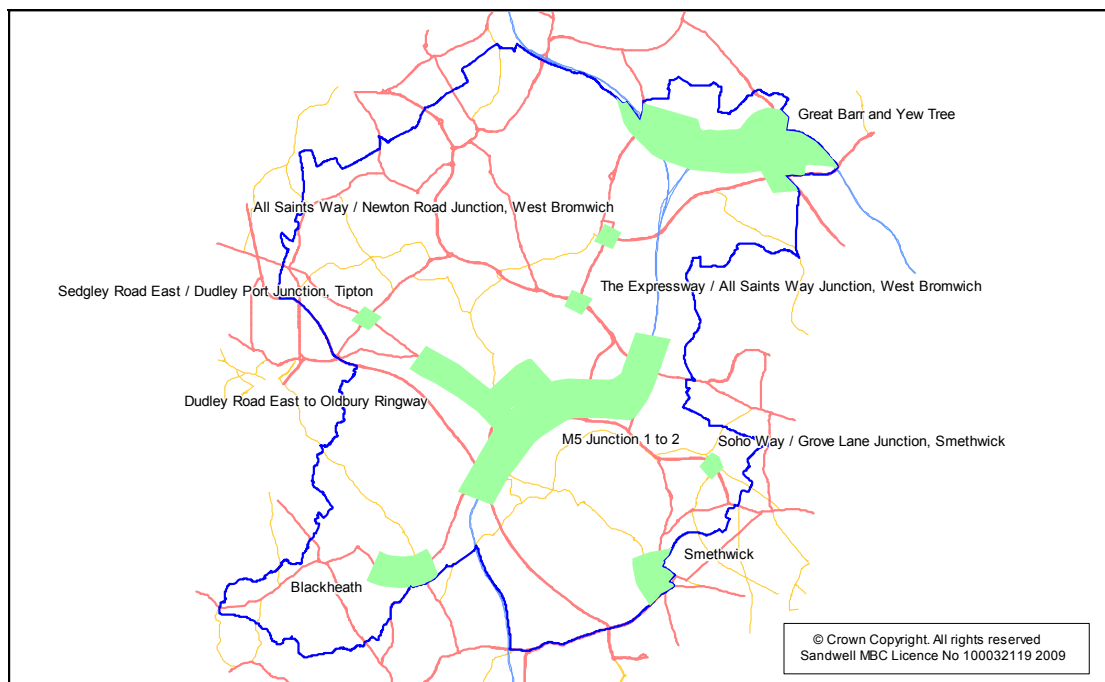 Great Barr and Yew Tree
All Saints Way / Newton Road Junction, West Bromwich
Sedgley Road East / Dudley Port Junction, Tipton
The Expressway / All Saints Way Junction, West Bromwich
Dudley Road East to Oldbury Ringway
M5 Junction 1 to 2
Soho Way / Grove Lane Junction, Smethwick
Smethwick
Blackheath
© Crown Copyright. All rights reserved
Sandwell MBC Licence No 100032119 2009